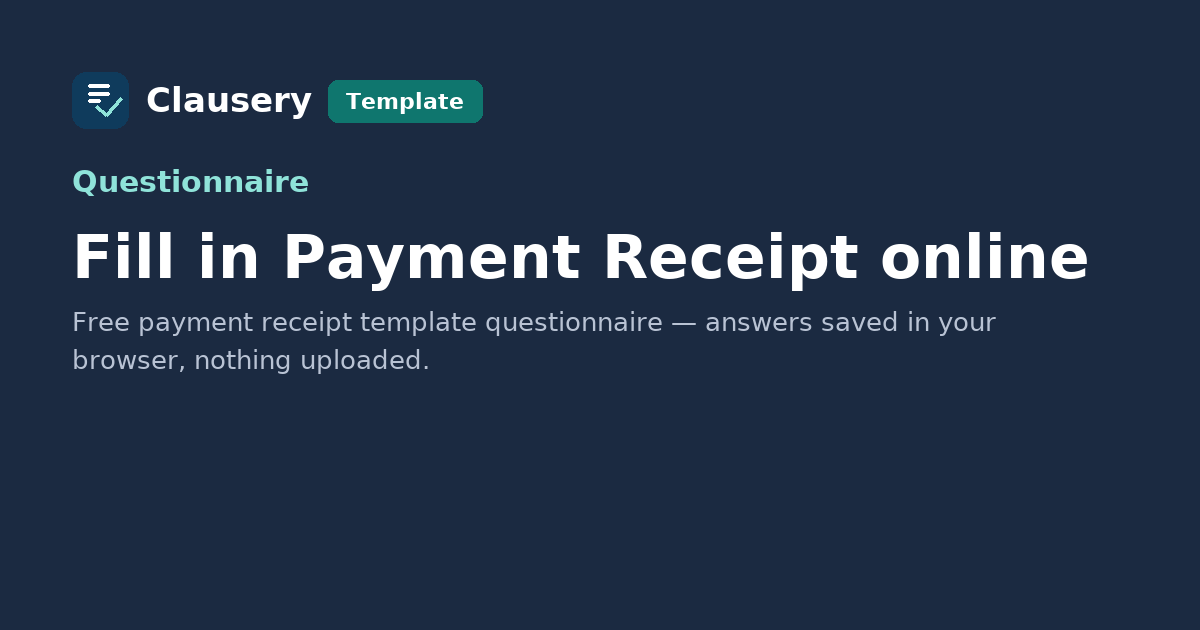 Clausery
Template
Questionnaire
Fill in Payment Receipt online
Free payment receipt template questionnaire — answers saved in your
browser, nothing uploaded.